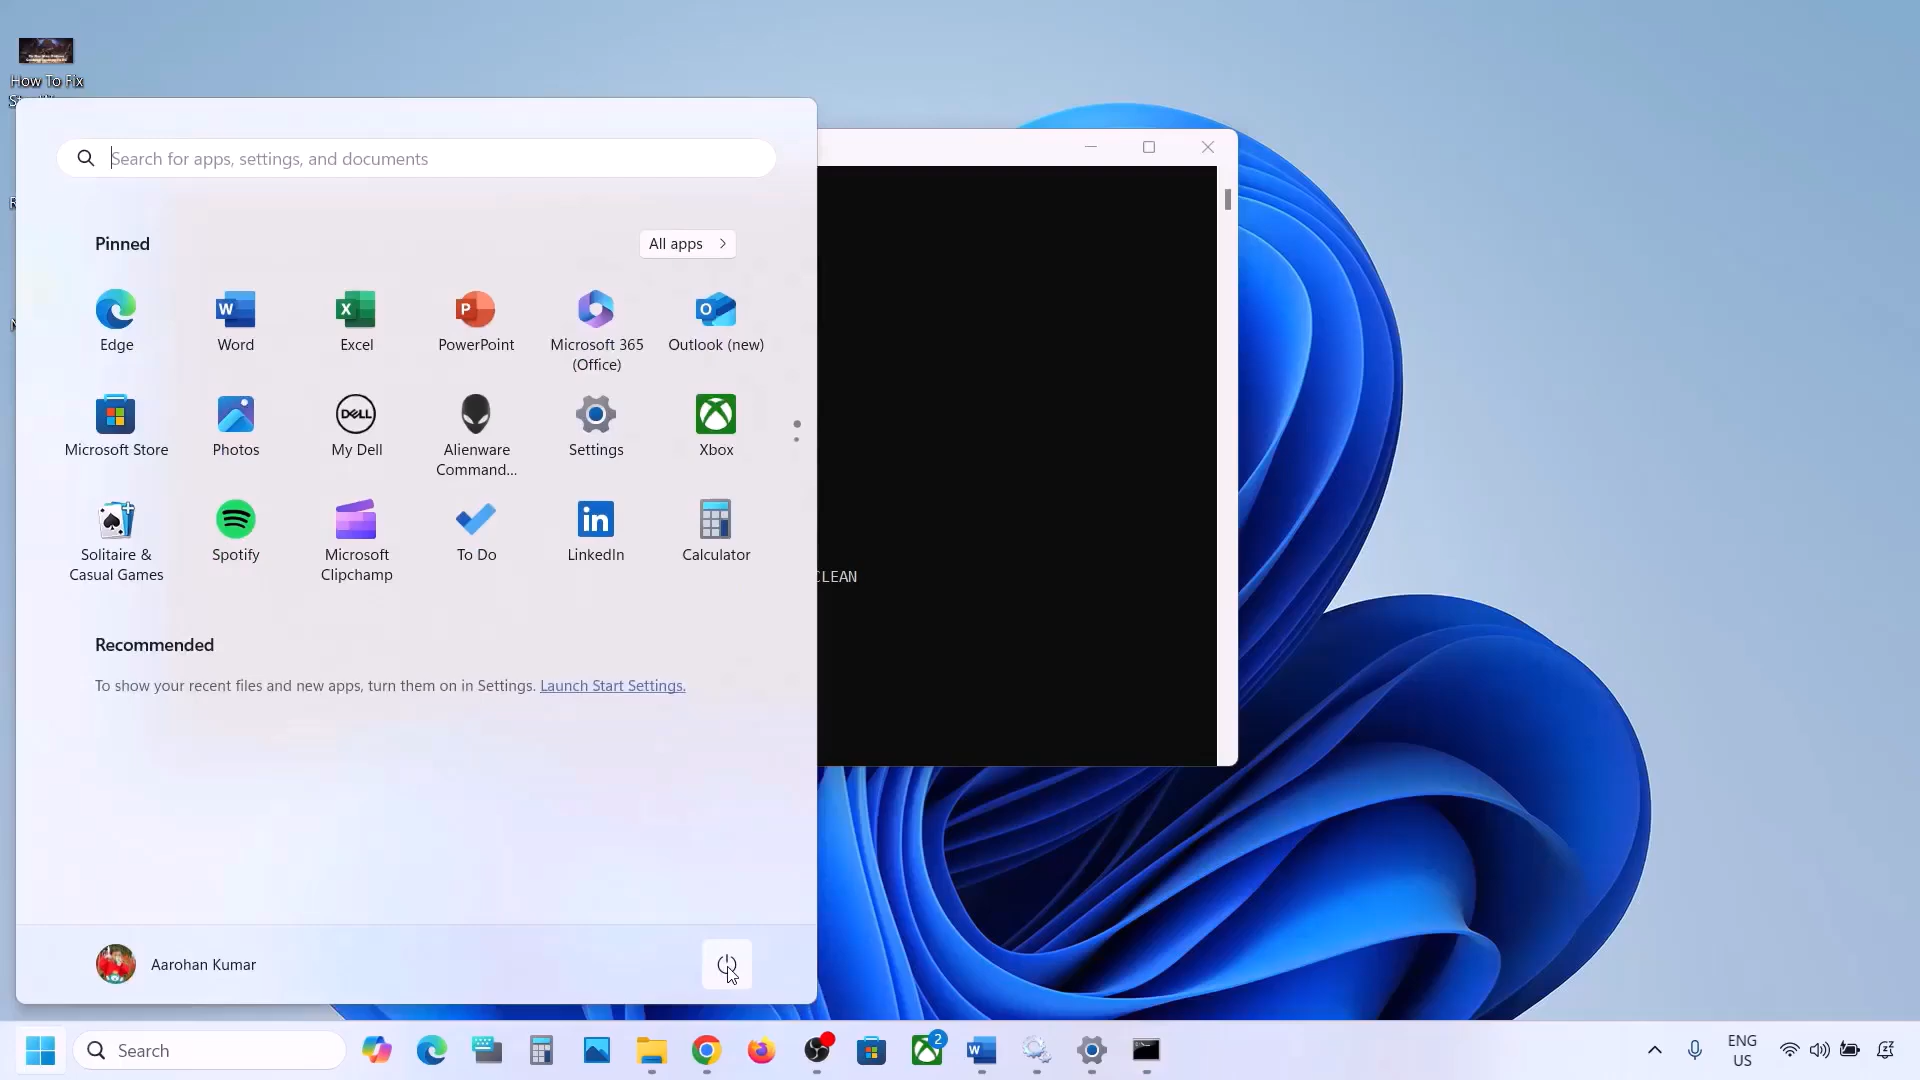 How To Fix
Search for apps, settings, and documents
Pinned
All apps
Edge
Word
Excel
PowerPoint
Microsoft 365
(Office)
Outlook (new)
Microsoft Store
Photos
My Dell
Alienware
Command...
Settings
Xbox
Solitaire &
Casual Games
Spotify
Microsoft
Clipchamp
To Do
LinkedIn
Calculator
CLEAN
Recommended
To show your recent files and new apps, turn them on in Settings. Launch Start Settings.
Aarohan Kumar
Search
2
ENG
US